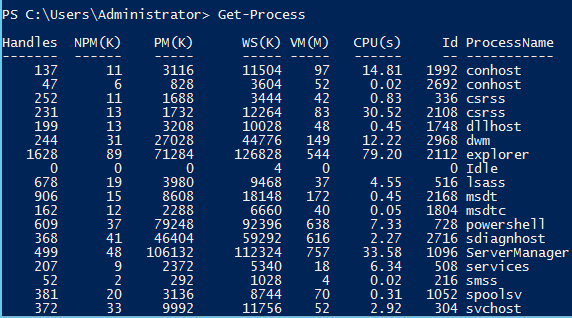 PS C:\Users\Administrator> Get-Process
Handles NPM(K) PM(K) WS(K) VM(M) CPU(s) Id ProcessName
------- ------ ----- ----- ----- ------ -- -----------
137 11 3116 11504 97 14.81 1992 conhost
47 6 828 3604 52 0.02 2692 conhost
252 11 1688 3444 42 0.83 336 csrss
231 13 1732 12264 83 30.52 2108 csrss
199 13 3208 10028 48 0.45 1748 dllhost
244 31 27028 44776 149 12.22 2968 dwm
1628 89 71284 126828 544 79.20 2112 explorer
0 0 0 4 0 0 Idle
678 19 3980 9468 37 4.55 516 lsass
906 15 8608 18148 172 0.45 2168 msdt
162 12 2288 6660 40 0.05 1804 msdtc
609 37 79248 92396 638 7.33 728 powershell
368 41 46404 59292 616 2.27 2716 sdiagnhost
499 48 106132 112324 757 33.58 1096 ServerManager
207 9 2372 5340 18 6.34 508 services
52 2 292 1028 4 0.02 216 smss
381 20 3136 8744 70 0.31 1052 spoolsv
372 33 9992 11756 52 2.92 304 svchost